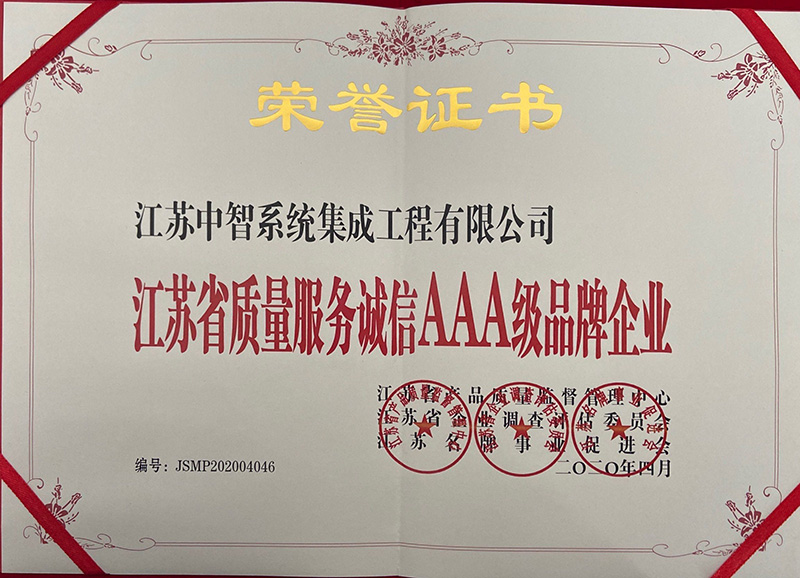 荣誉证书
江苏中智系统集成工程有限公司
江苏省质量服务诚信AAA级品牌企业
江苏省产品质量监督管理中心
江苏省企业调查评估委员会
江苏名牌事业促进会
编号：JSMP202004046
二〇二〇年四月